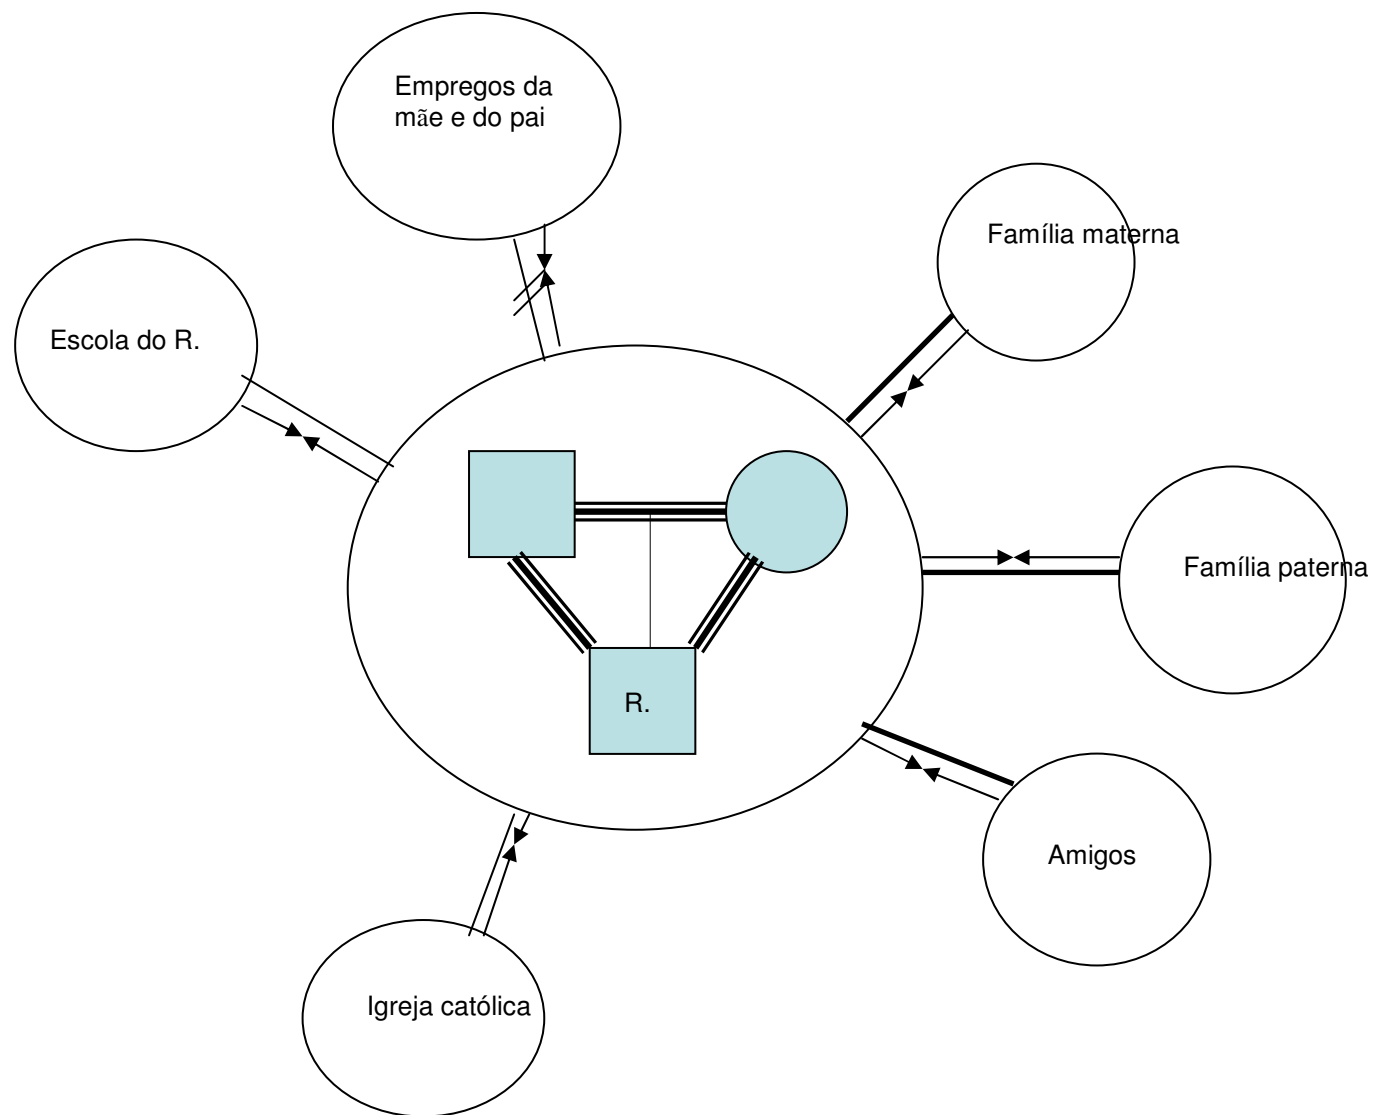 Empregos da
mãe e do pai
Família materna
Escola do R.
Família paterna
R.
Amigos
Igreja católica